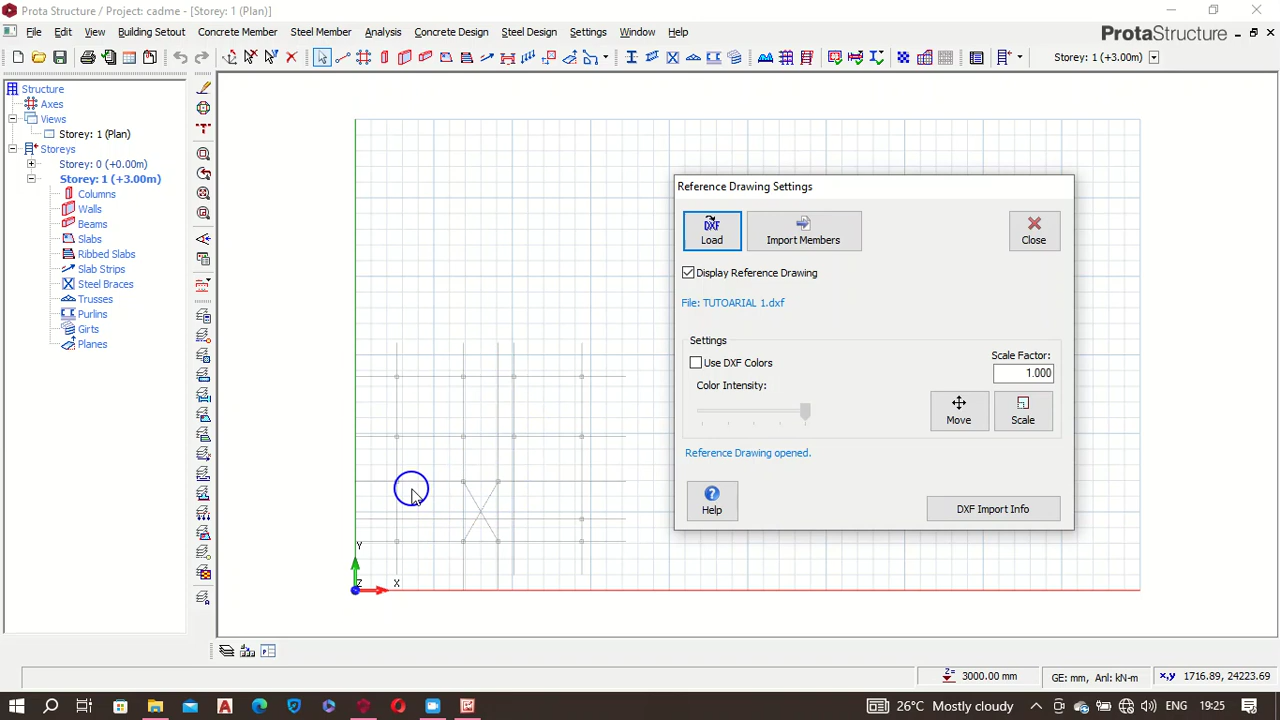 Prota Structure / Project: cadme - [Storey: 1 (Plan)]
File Edit View Building Setout Concrete Member Steel Member Analysis Concrete Design Steel Design Settings Window Help
ProtaStructure
Storey: 1 (+3.00m)
Structure
Axes
Views
Storey: 1 (Plan)
Storeys
Storey: 0 (+0.00m)
Storey: 1 (+3.00m)
Columns
Walls
Beams
Slabs
Ribbed Slabs
Slab Strips
Steel Braces
Trusses
Purlins
Girts
Planes
Y
Z
X
Reference Drawing Settings
DXF
Load
Import Members
Close
Display Reference Drawing
File: TUTOARIAL 1.dxf
Settings
Use DXF Colors
Scale Factor:
1.000
Color Intensity:
Move
Scale
Reference Drawing opened.
Help
DXF Import Info
Z=
3000.00 mm
GE: mm, Anl: kN-m
x,y
1716.89, 24223.69
26°C Mostly cloudy
ENG
19:25